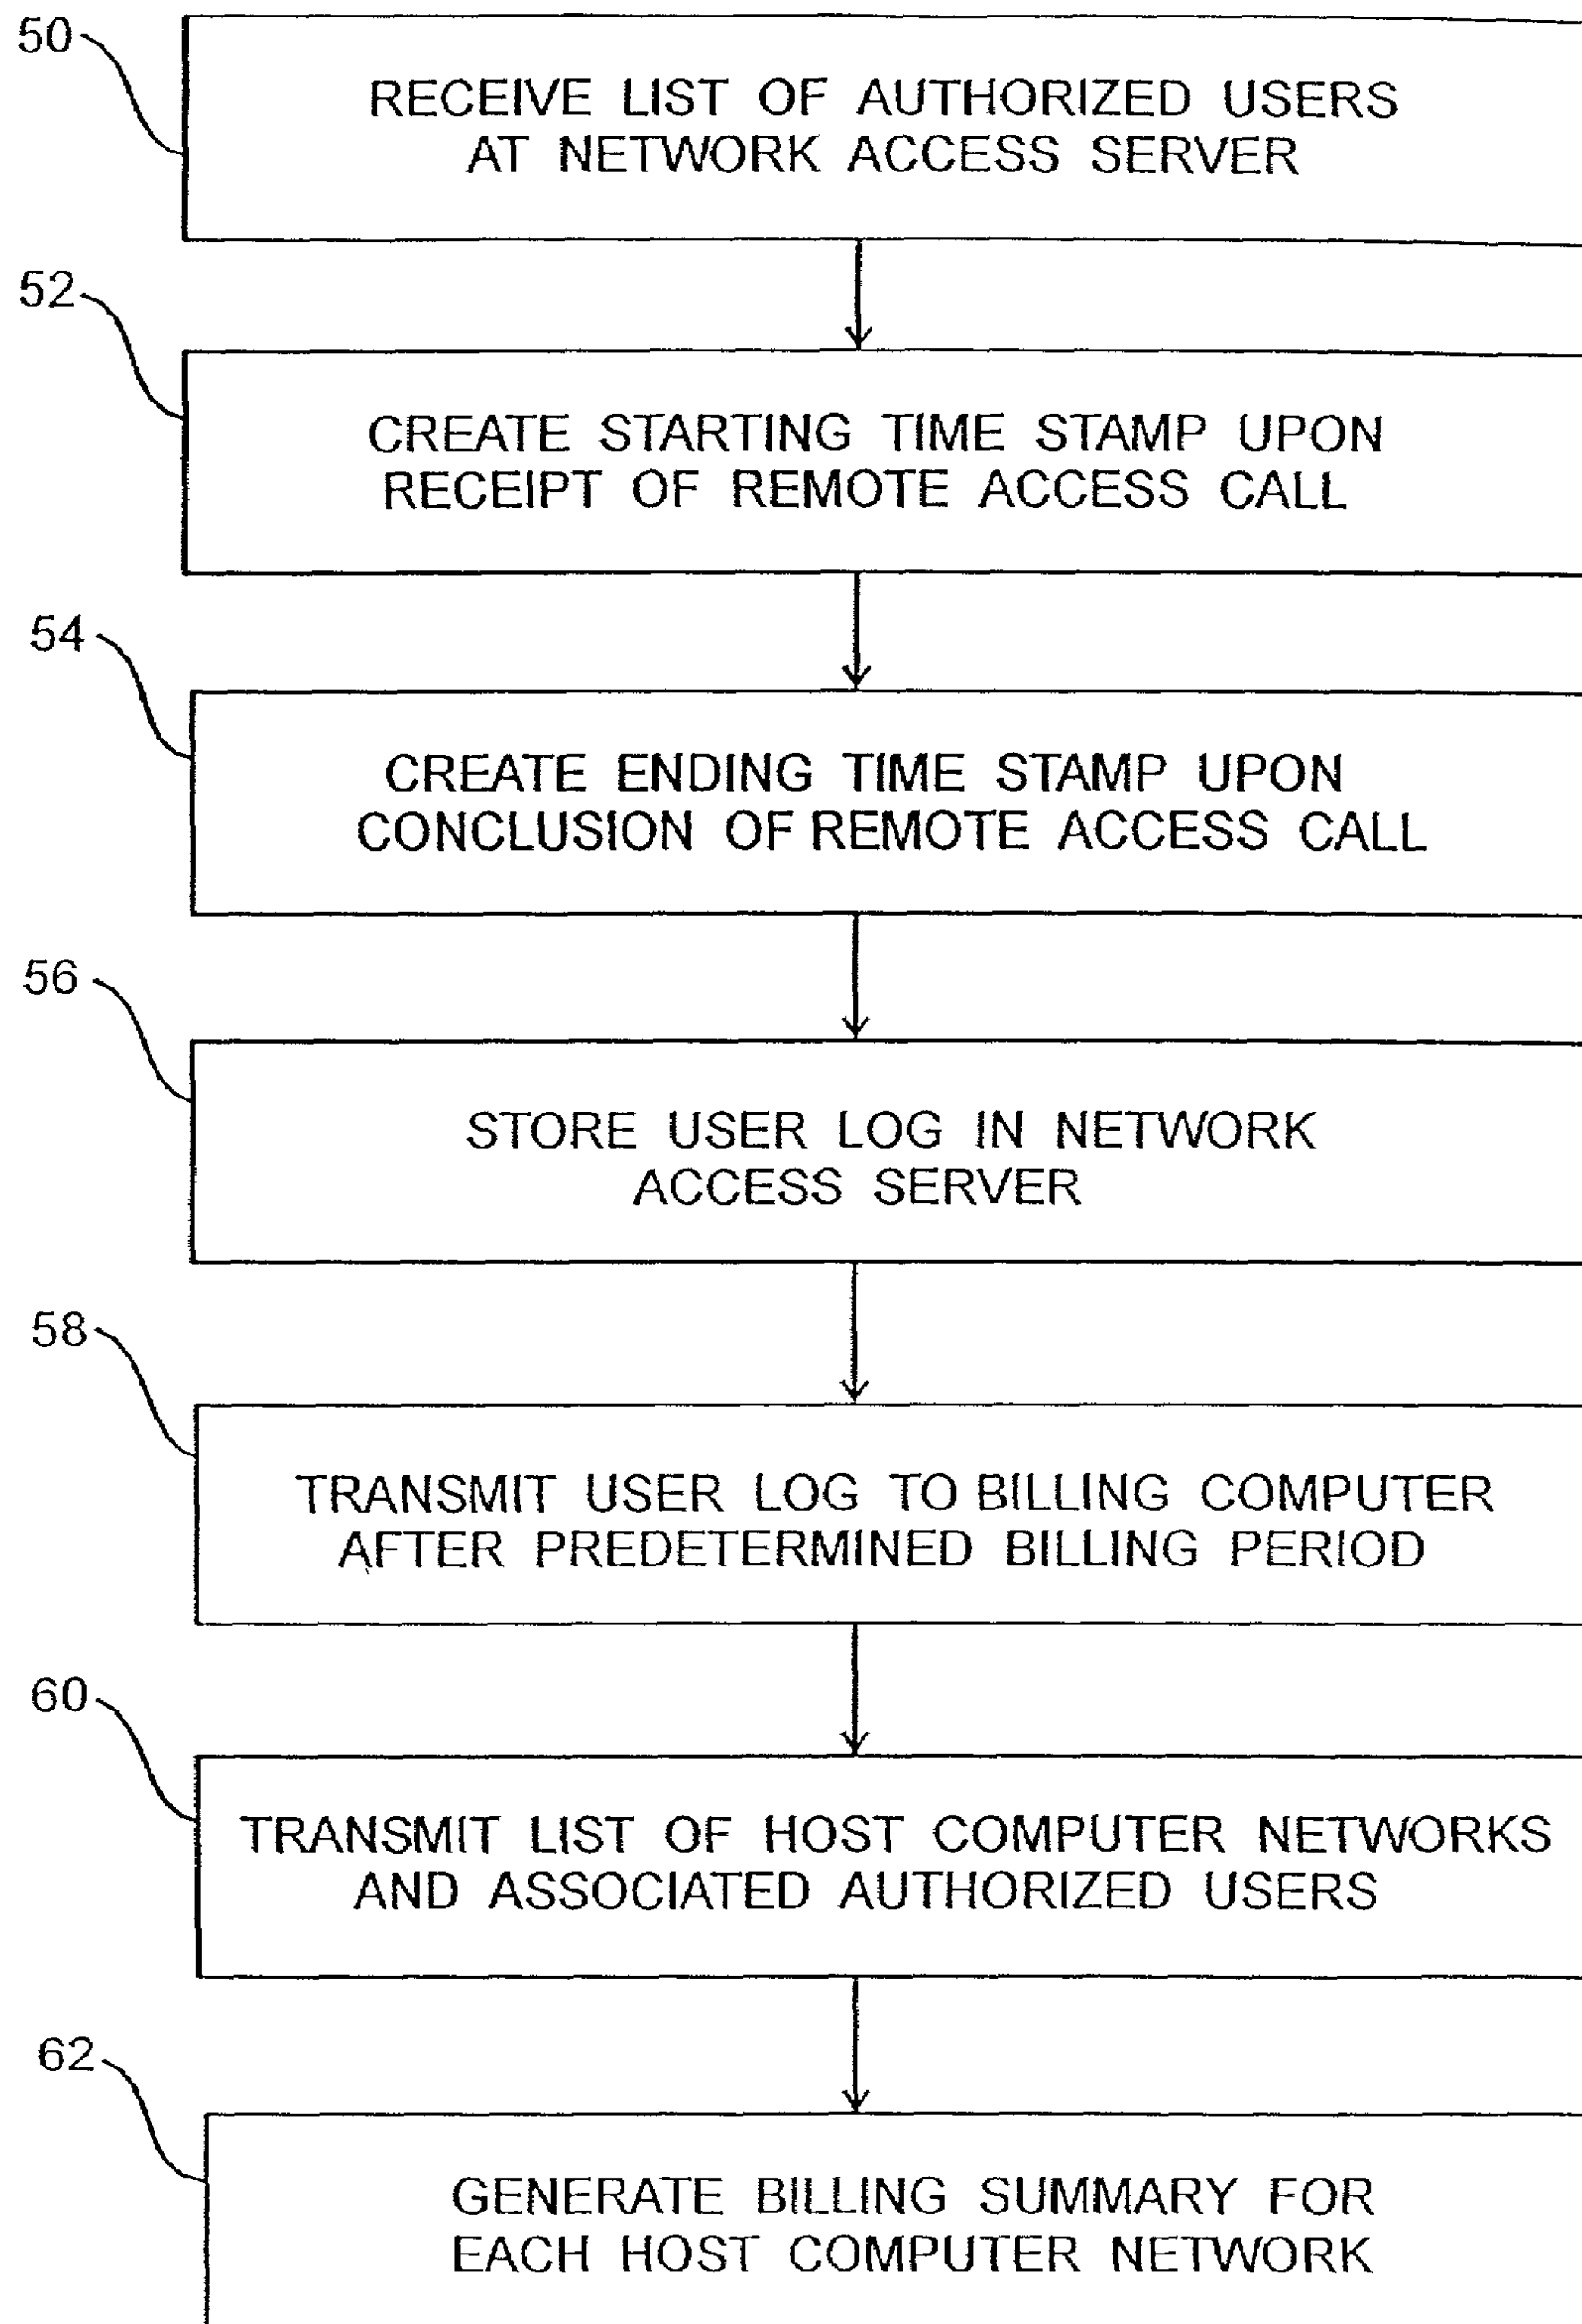 50
RECEIVE LIST OF AUTHORIZED USERS
AT NETWORK ACCESS SERVER
52
CREATE STARTING TIME STAMP UPON
RECEIPT OF REMOTE ACCESS CALL
54
CREATE ENDING TIME STAMP UPON
CONCLUSION OF REMOTE ACCESS CALL
56
STORE USER LOG IN NETWORK
ACCESS SERVER
58
TRANSMIT USER LOG TO BILLING COMPUTER
AFTER PREDETERMINED BILLING PERIOD
60
TRANSMIT LIST OF HOST COMPUTER NETWORKS
AND ASSOCIATED AUTHORIZED USERS
62
GENERATE BILLING SUMMARY FOR
EACH HOST COMPUTER NETWORK